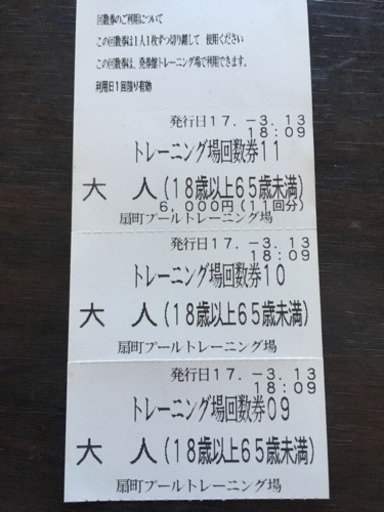 回数券のご利用について
この回数券は1人1枚ずつ切り離して 使用ください
この回数券は、発券館トレーニング場で利用できます。
利用日1回限り有効
発行日17.-3.13
18:09
トレーニング場回数券11
大 人(18歳以上65歳未満)
6,000円(11回分)
扇町プールトレーニング場
発行日17.-3.13
18:09
トレーニング場回数券10
大 人(18歳以上65歳未満)
扇町プールトレーニング場
発行日17.-3.13
18:09
トレーニング場回数券09
大 人(18歳以上65歳未満)
扇町プールトレーニング場